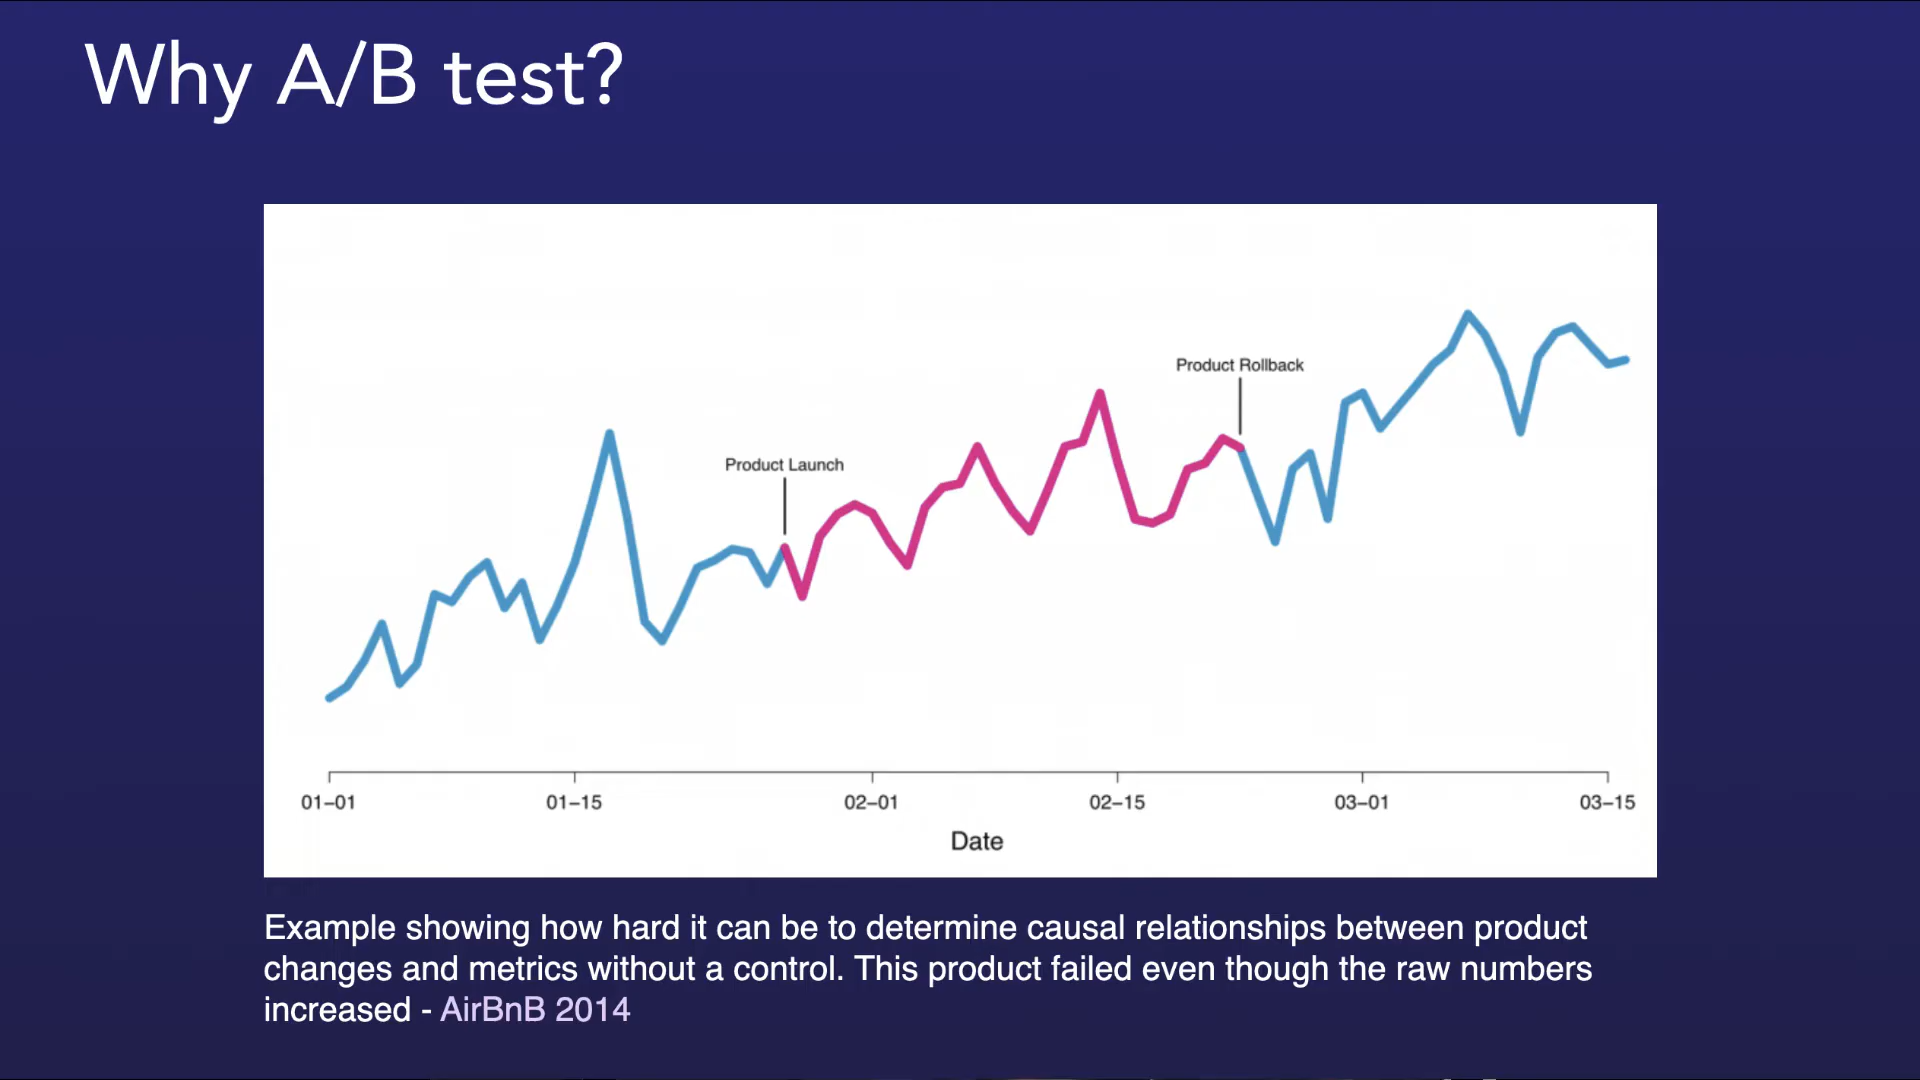 Why A/B test?
Product Rollback
Product Launch
01–01 01–15 02–01 02–15 03–01 03–15
Date
Example showing how hard it can be to determine causal relationships between product
changes and metrics without a control. This product failed even though the raw numbers
increased - AirBnB 2014